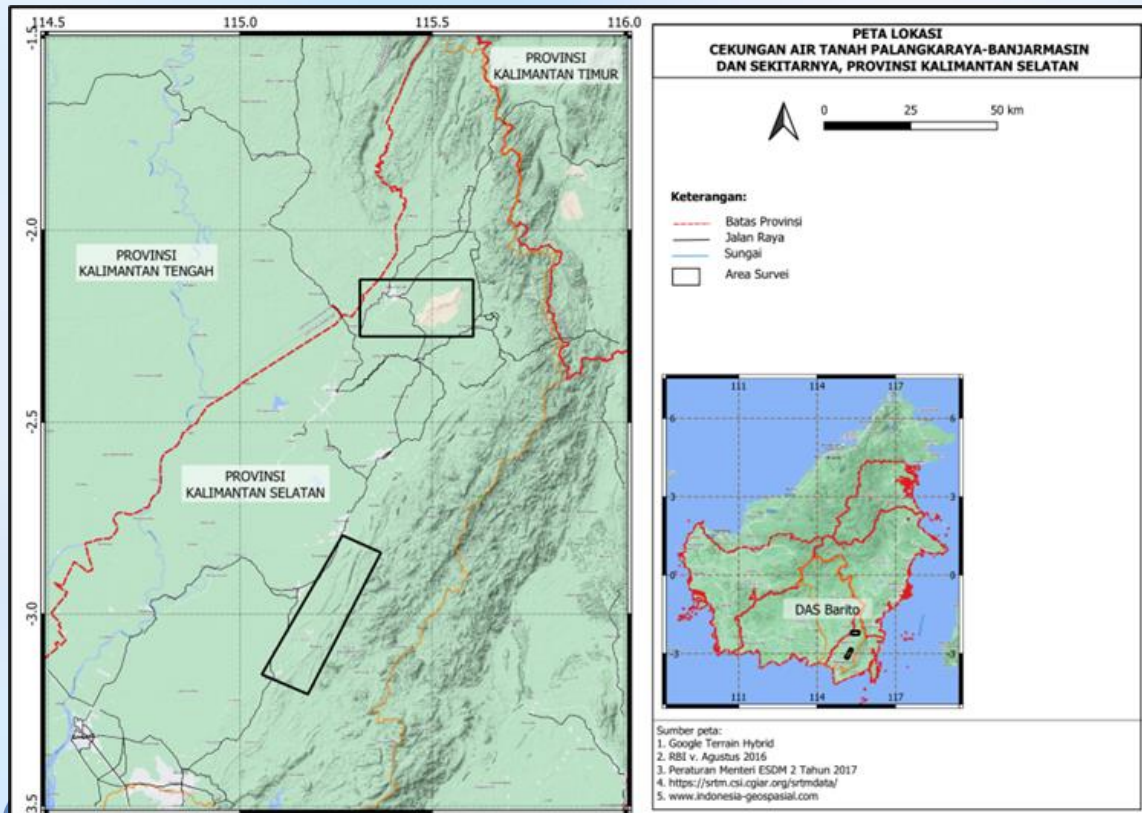 114.5
115.0
115.5
116.0
-1.5
-2.0
-2.5
-3.0
-3.5
PROVINSI
KALIMANTAN TIMUR
PROVINSI
KALIMANTAN TENGAH
PROVINSI
KALIMANTAN SELATAN
PETA LOKASI
CEKUNGAN AIR TANAH PALANGKARAYA-BANJARMASIN
DAN SEKITARNYA, PROVINSI KALIMANTAN SELATAN
0 25 50 km
Keterangan:
Batas Provinsi
Jalan Raya
Sungai
Area Survei
111 114 117
6 6
3 3
0 0
-3 -3
DAS Barito
111 114 117
Sumber peta:
1. Google Terrain Hybrid
2. RBI v. Agustus 2016
3. Peraturan Menteri ESDM 2 Tahun 2017
4. https://srtm.csi.cgiar.org/srtmdata/
5. www.indonesia-geospasial.com